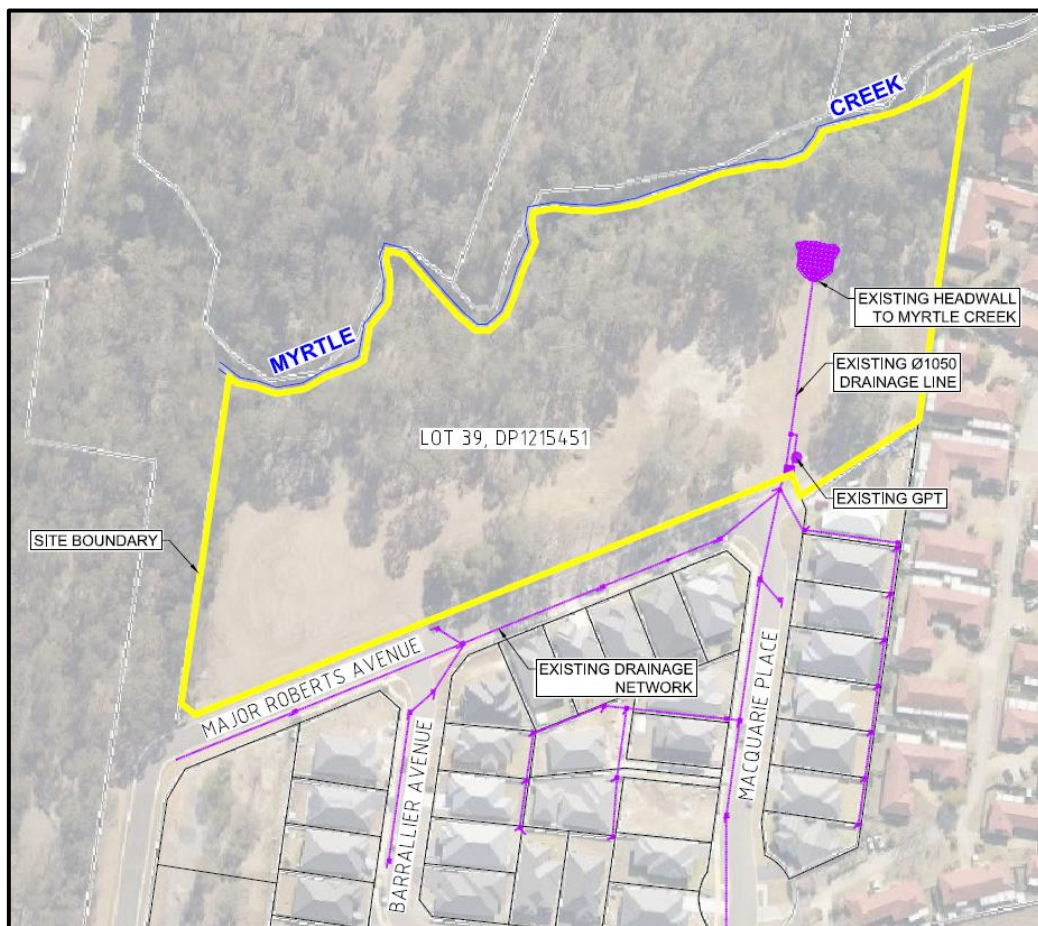 CREEK
EXISTING HEADWALL
TO MYRTLE CREEK
MYRTLE
EXISTING Ø1050
DRAINAGE LINE
LOT 39, DP1215451
EXISTING GPT
SITE BOUNDARY
EXISTING DRAINAGE
NETWORK
MAJOR ROBERTS AVENUE
MACQUARIE PLACE
BARRALLIER AVENUE